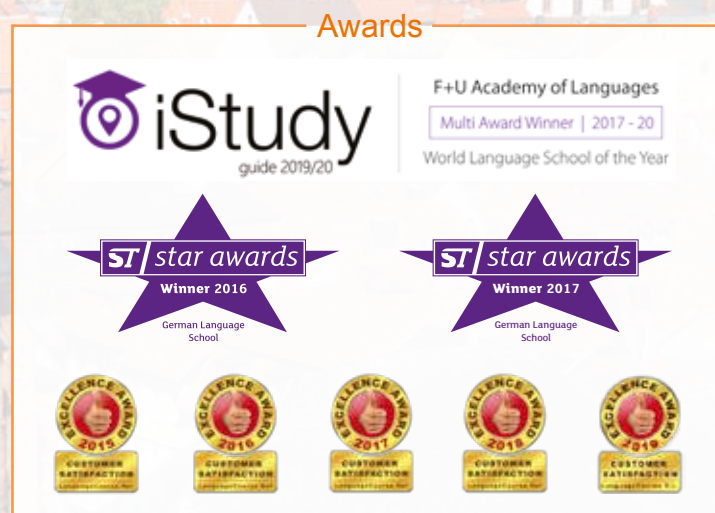 Awards
iStudy
guide 2019/20
F+U Academy of Languages
Multi Award Winner | 2017 - 20
World Language School of the Year
ST star awards
Winner 2016
German Language
School
ST star awards
Winner 2017
German Language
School
EXCELLENCE AWARD
2015
CUSTOMER
SATISFACTION
EXCELLENCE AWARD
2016
CUSTOMER
SATISFACTION
EXCELLENCE AWARD
2017
CUSTOMER
SATISFACTION
EXCELLENCE AWARD
2018
CUSTOMER
SATISFACTION
EXCELLENCE AWARD
2019
CUSTOMER
SATISFACTION